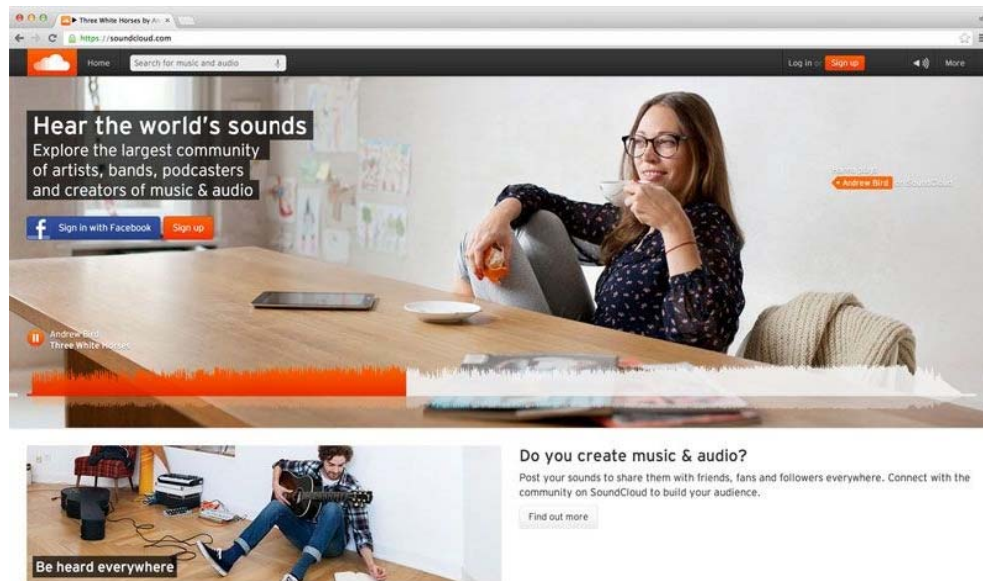 Three White Horses by An
https://soundcloud.com
Home
Search for music and audio
Log in or Sign up
More
Hear the world's sounds
Explore the largest community
of artists, bands, podcasters
and creators of music & audio
Andrew Bird on SoundCloud
f Sign in with Facebook
Sign up
Andrew Bird
Three White Horses
Do you create music & audio?
Post your sounds to share them with friends, fans and followers everywhere. Connect with the
community on SoundCloud to build your audience.
Find out more
Be heard everywhere